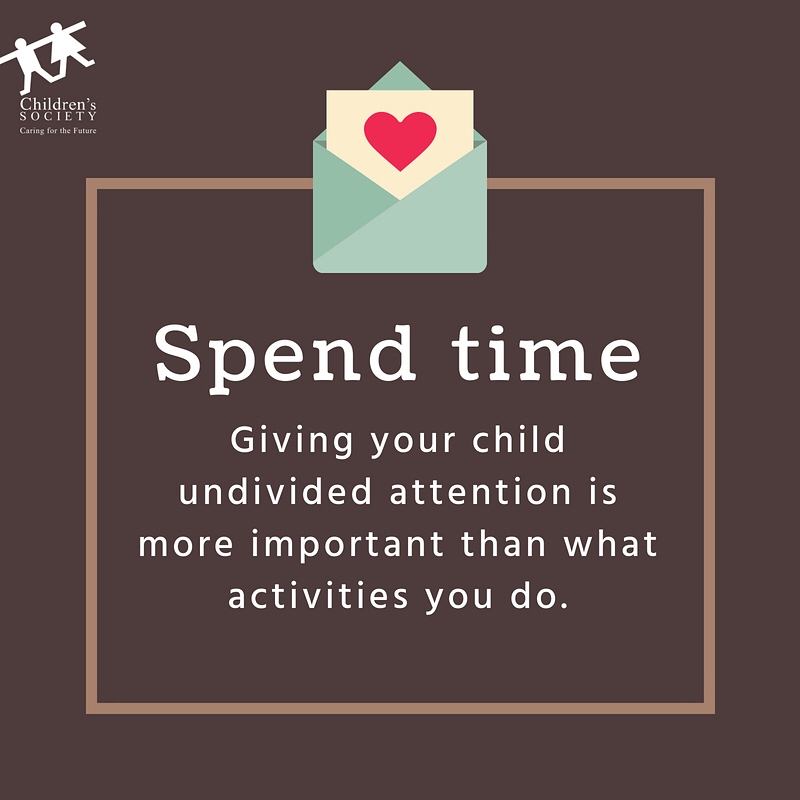 Children's
SOCIETY
Caring for the Future
Spend time
Giving your child
undivided attention is
more important than what
activities you do.